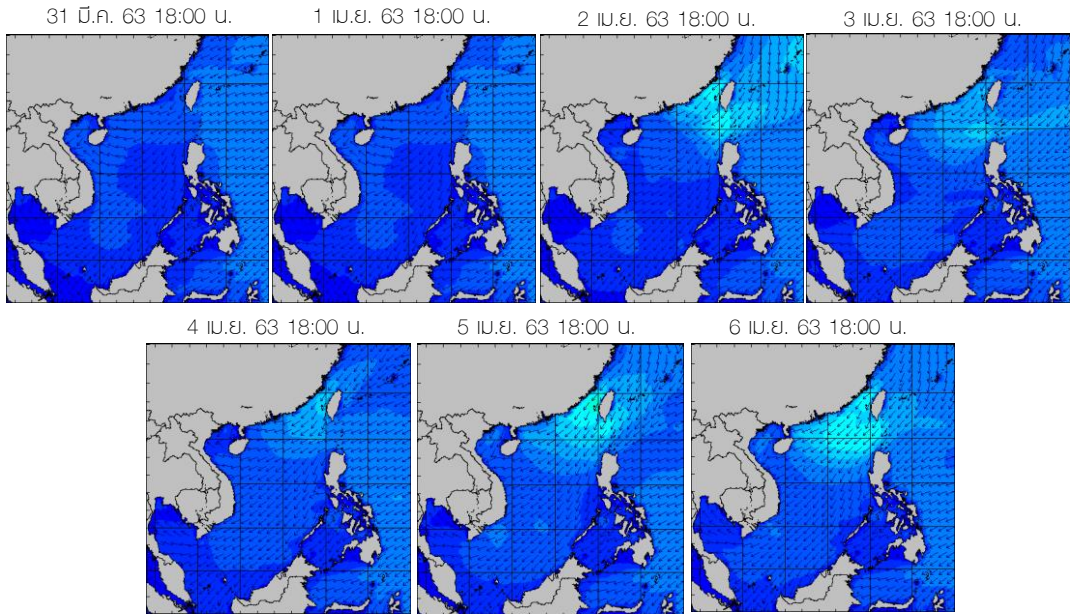 31 มี.ค. 63 18:00 น.
1 เม.ย. 63 18:00 น.
2 เม.ย. 63 18:00 น.
3 เม.ย. 63 18:00 น.
4 เม.ย. 63 18:00 น.
5 เม.ย. 63 18:00 น.
6 เม.ย. 63 18:00 น.